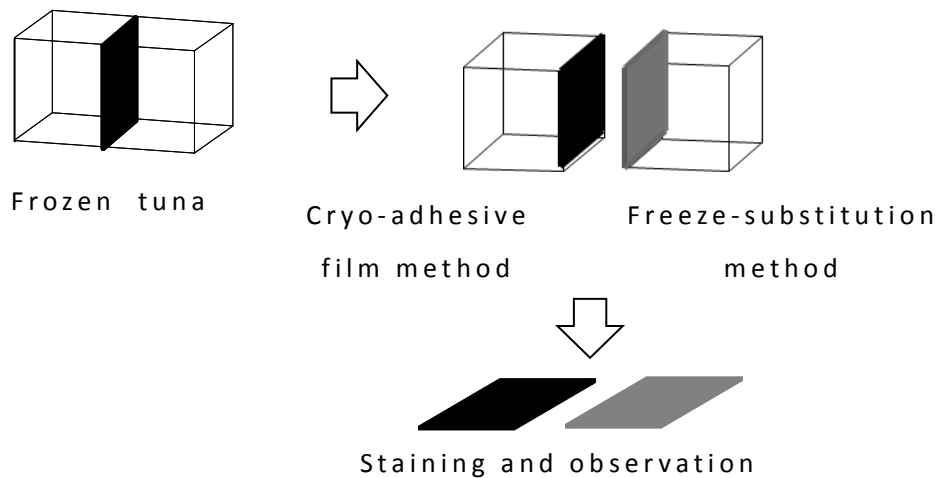 Frozen tuna
Cryo-adhesive
film method
Freeze-substitution
method
Staining and observation